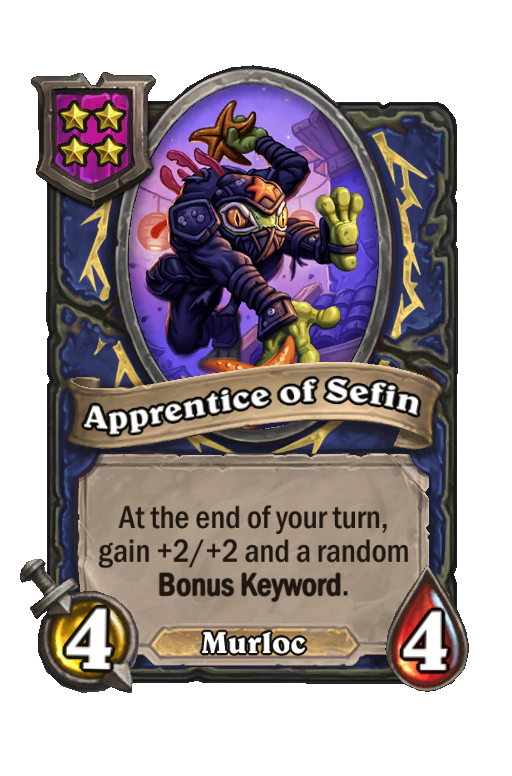 Apprentice of Sefin
At the end of your turn,
gain +2/+2 and a random
Bonus Keyword.
Murloc
4
4